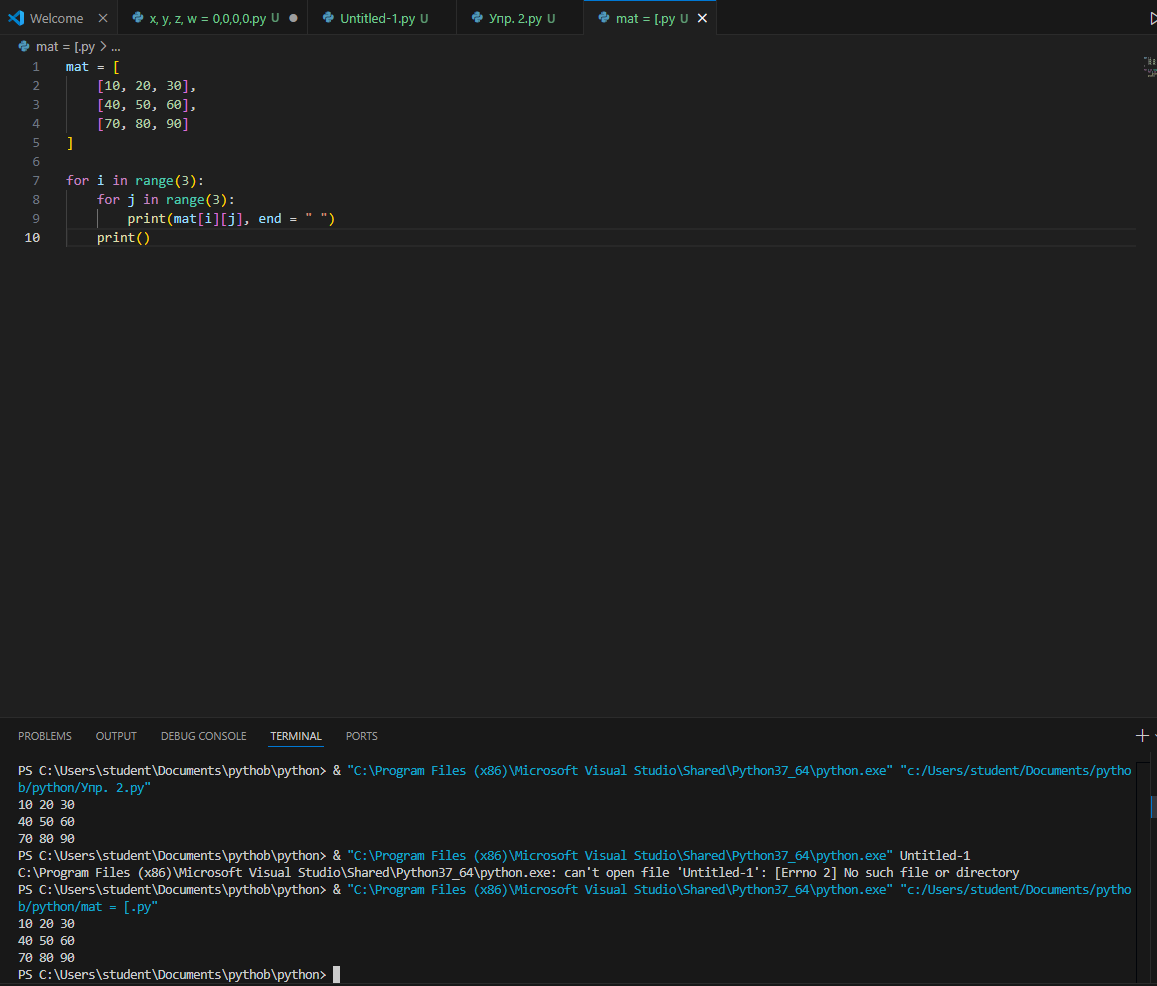 Welcome
x, y, z, w = 0,0,0,0.py U
Untitled-1.py U
Упр. 2.py U
mat = [.py U
mat = [.py > ...
1 mat = [
2     [10, 20, 30],
3     [40, 50, 60],
4     [70, 80, 90]
5 ]
6
7 for i in range(3):
8     for j in range(3):
9         print(mat[i][j], end = " ")
10     print()
PROBLEMS OUTPUT DEBUG CONSOLE TERMINAL PORTS
PS C:\Users\student\Documents\pythob\python> & "C:\Program Files (x86)\Microsoft Visual Studio\Shared\Python37_64\python.exe" "c:/Users/student/Documents/pytho
b/python/Упр. 2.py"
10 20 30
40 50 60
70 80 90
PS C:\Users\student\Documents\pythob\python> & "C:\Program Files (x86)\Microsoft Visual Studio\Shared\Python37_64\python.exe" Untitled-1
C:\Program Files (x86)\Microsoft Visual Studio\Shared\Python37_64\python.exe: can't open file 'Untitled-1': [Errno 2] No such file or directory
PS C:\Users\student\Documents\pythob\python> & "C:\Program Files (x86)\Microsoft Visual Studio\Shared\Python37_64\python.exe" "c:/Users/student/Documents/pytho
b/python/mat = [.py"
10 20 30
40 50 60
70 80 90
PS C:\Users\student\Documents\pythob\python>